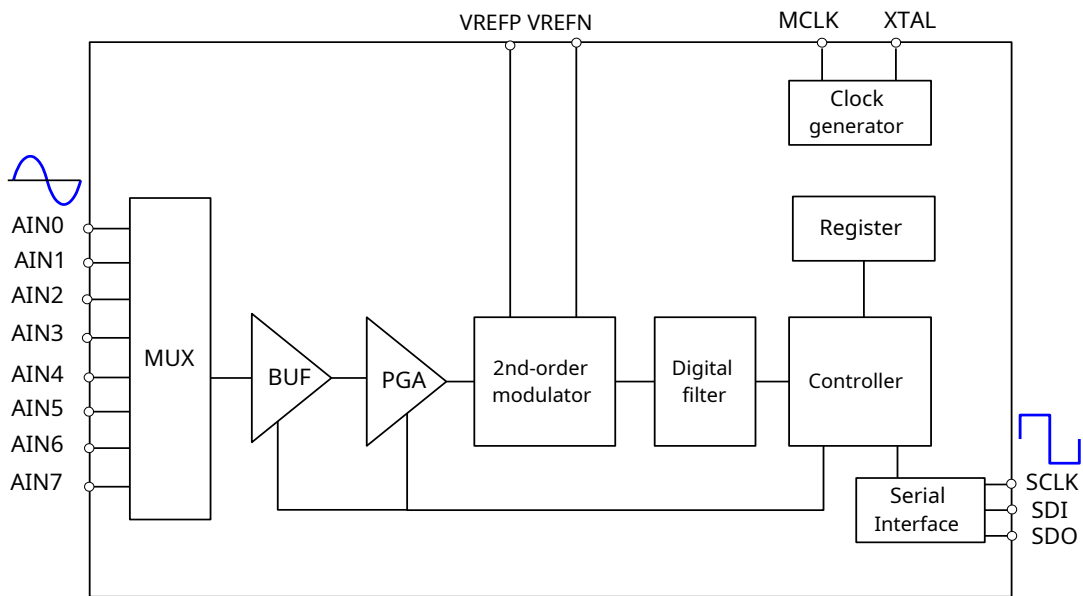 VREFP VREFN
MCLK
XTAL
Clock
generator
AIN0
AIN1
AIN2
AIN3
AIN4
AIN5
AIN6
AIN7
MUX
BUF
PGA
2nd-order
modulator
Digital
filter
Register
Controller
Serial
Interface
SCLK
SDI
SDO